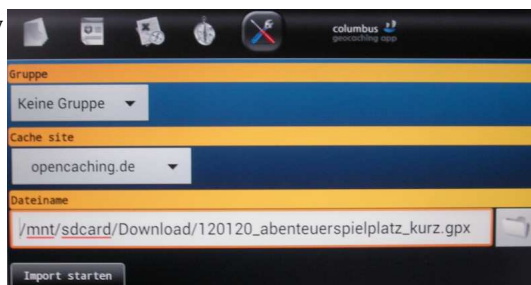 columbus
geocaching app
Gruppe
Keine Gruppe
Cache site
opencaching.de
Dateiname
/mnt/sdcard/Download/120120_abenteuerspielplatz_kurz.gpx
Import starten